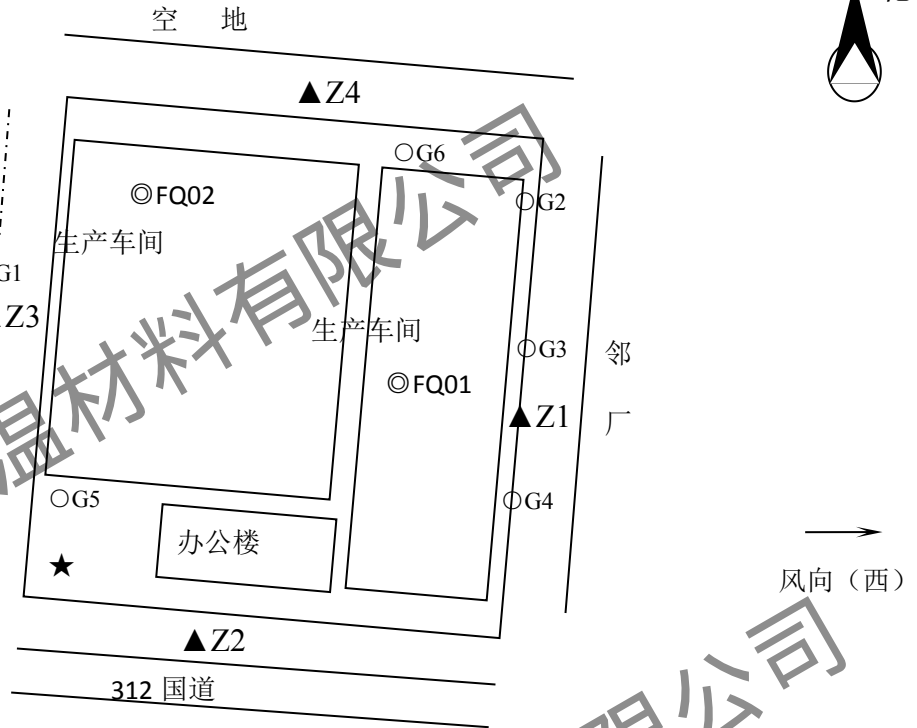 空 地
▲Z4
○G6
◎FQ02
○G2
生产车间
G1
Z3
生产车间
○G3
邻
厂
◎FQ01
▲Z1
○G5
○G4
办公楼
★
风向（西）
▲Z2
312 国道
温材料有限公司
限公司